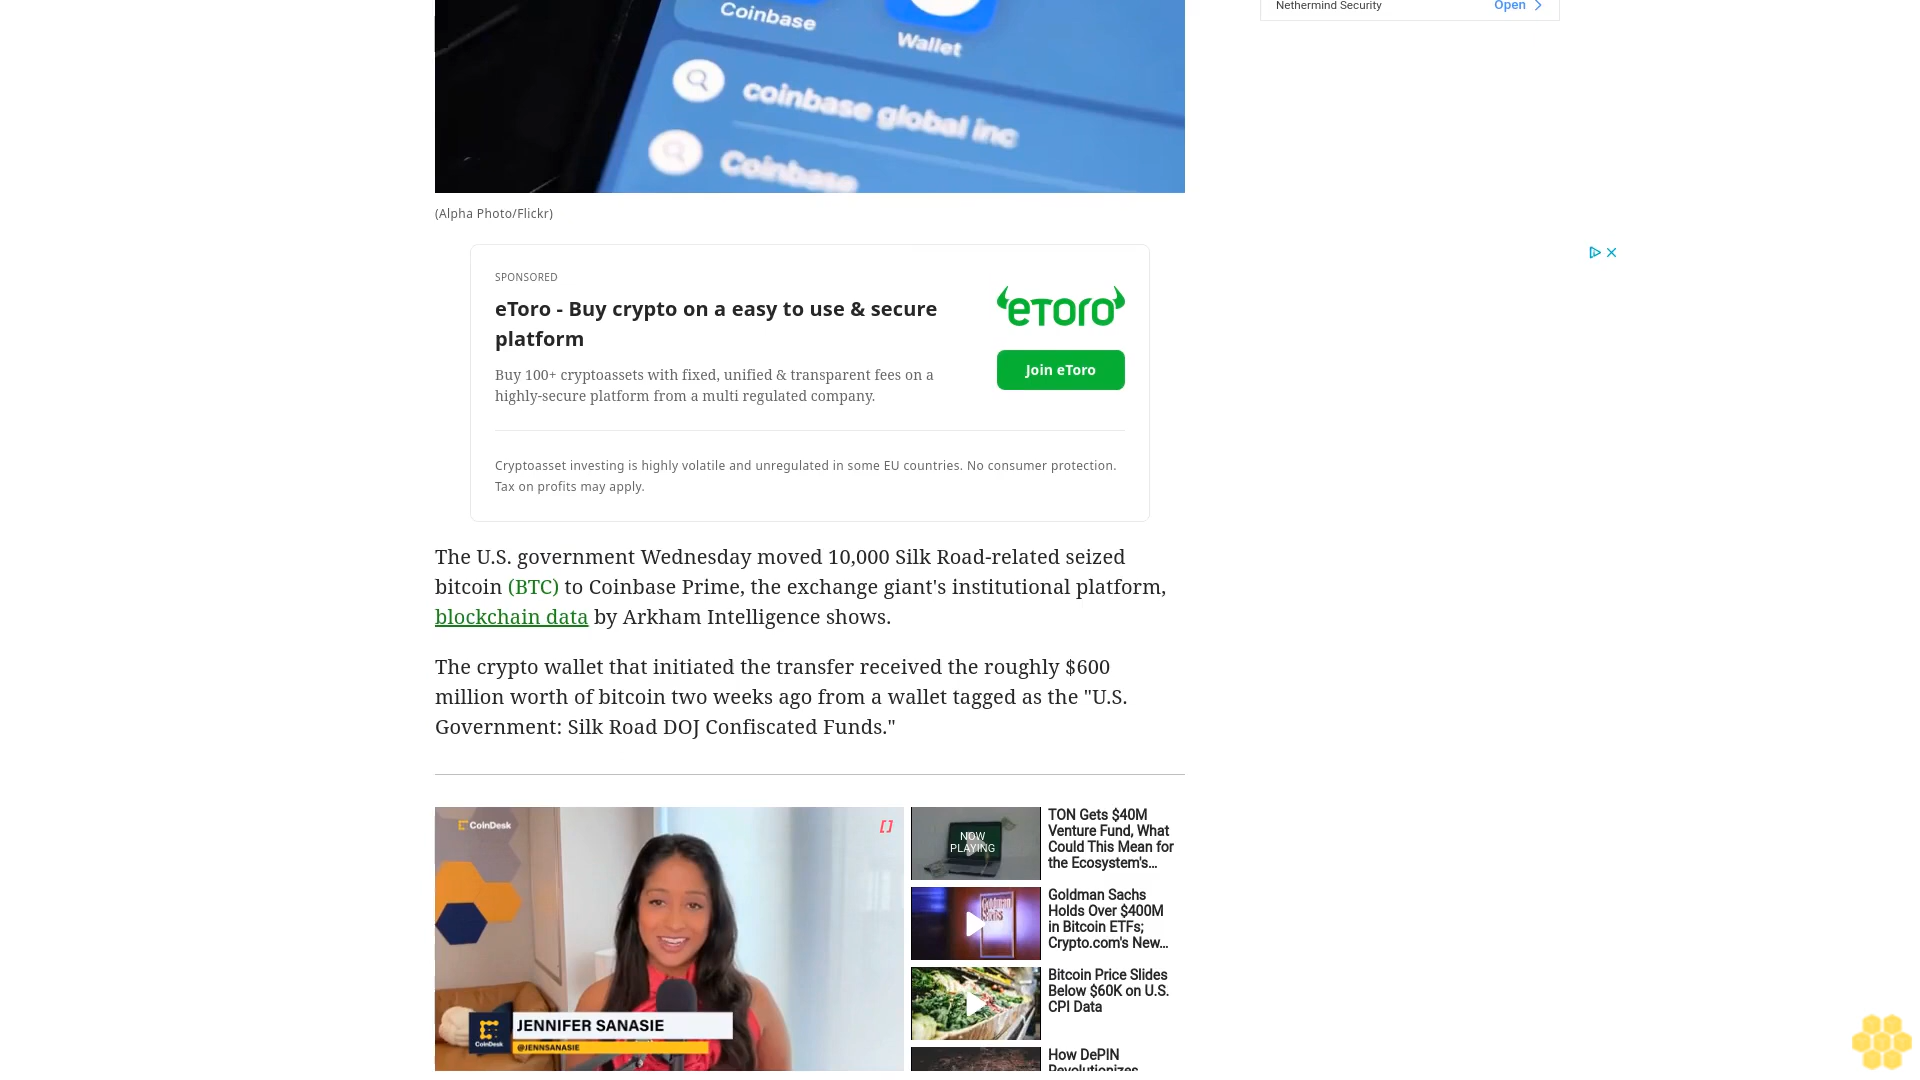 Coinbase
Wallet
coinbase global inc
Coinbase
(Alpha Photo/Flickr)
Nethermind Security
Open
SPONSORED
eToro - Buy crypto on a easy to use & secure
platform
Buy 100+ cryptoassets with fixed, unified & transparent fees on a
highly-secure platform from a multi regulated company.
eToro
Join eToro
Cryptoasset investing is highly volatile and unregulated in some EU countries. No consumer protection.
Tax on profits may apply.
The U.S. government Wednesday moved 10,000 Silk Road-related seized
bitcoin (BTC) to Coinbase Prime, the exchange giant's institutional platform,
blockchain data by Arkham Intelligence shows.
The crypto wallet that initiated the transfer received the roughly $600
million worth of bitcoin two weeks ago from a wallet tagged as the "U.S.
Government: Silk Road DOJ Confiscated Funds."
CoinDesk
[ ]
CoinDesk
JENNIFER SANASIE
@JENNSANASIE
NOW
PLAYING
TON Gets $40M
Venture Fund, What
Could This Mean for
the Ecosystem's...
Goldman
Sachs
Goldman Sachs
Holds Over $400M
in Bitcoin ETFs;
Crypto.com's New...
Bitcoin Price Slides
Below $60K on U.S.
CPI Data
How DePIN
Revolutionizes